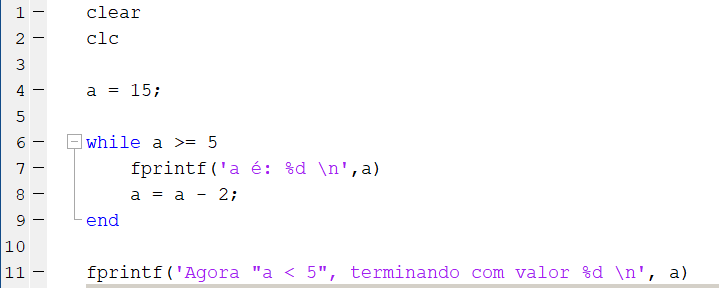 1 clear
2 clc
3
4 a = 15;
5
6 while a >= 5
7 fprintf('a é: %d \n',a)
8 a = a - 2;
9 end
10
11 fprintf('Agora "a < 5", terminando com valor %d \n', a)